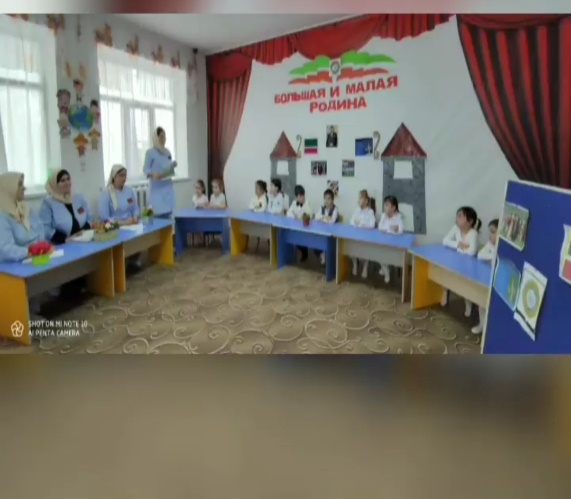 БОЛЬШАЯ И МАЛАЯ
РОДИНА
SHOT ON MI NOTE 10
AI PENTA CAMERA